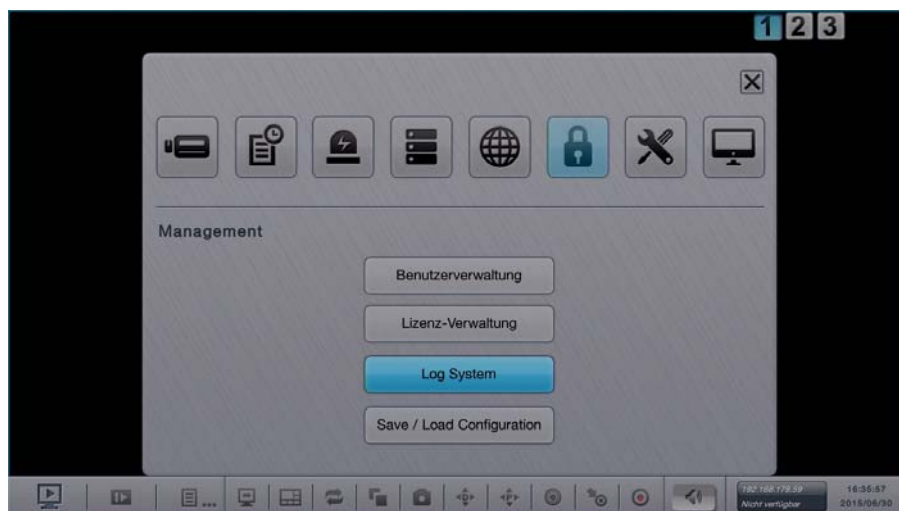 1 2 3
Management
Benutzerverwaltung
Lizenz-Verwaltung
Log System
Save / Load Configuration
192.168.179.59
Nicht verfügbar
16:35:57
2015/06/30